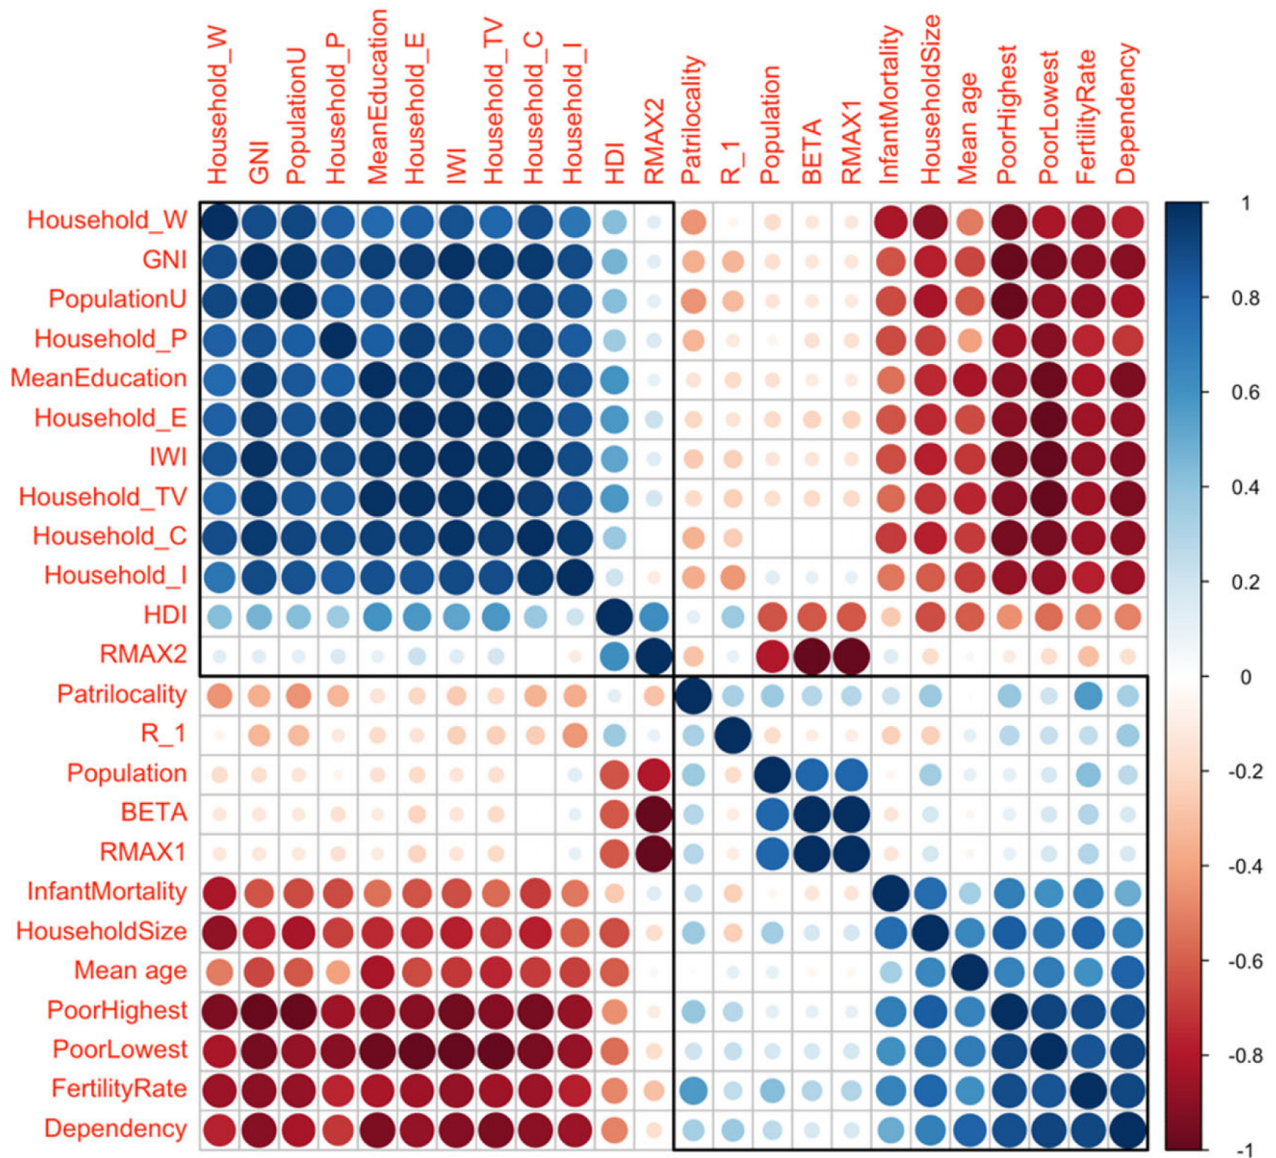 Household_W
GNI
PopulationU
Household_P
MeanEducation
Household_E
IWI
Household_TV
Household_C
Household_I
HDI
RMAX2
Patrilocality
R_1
Population
BETA
RMAX1
InfantMortality
HouseholdSize
Mean age
PoorHighest
PoorLowest
FertilityRate
Dependency
Household_W
GNI
PopulationU
Household_P
MeanEducation
Household_E
IWI
Household_TV
Household_C
Household_I
HDI
RMAX2
Patrilocality
R_1
Population
BETA
RMAX1
InfantMortality
HouseholdSize
Mean age
PoorHighest
PoorLowest
FertilityRate
Dependency
1
0.8
0.6
0.4
0.2
0
-0.2
-0.4
-0.6
-0.8
-1